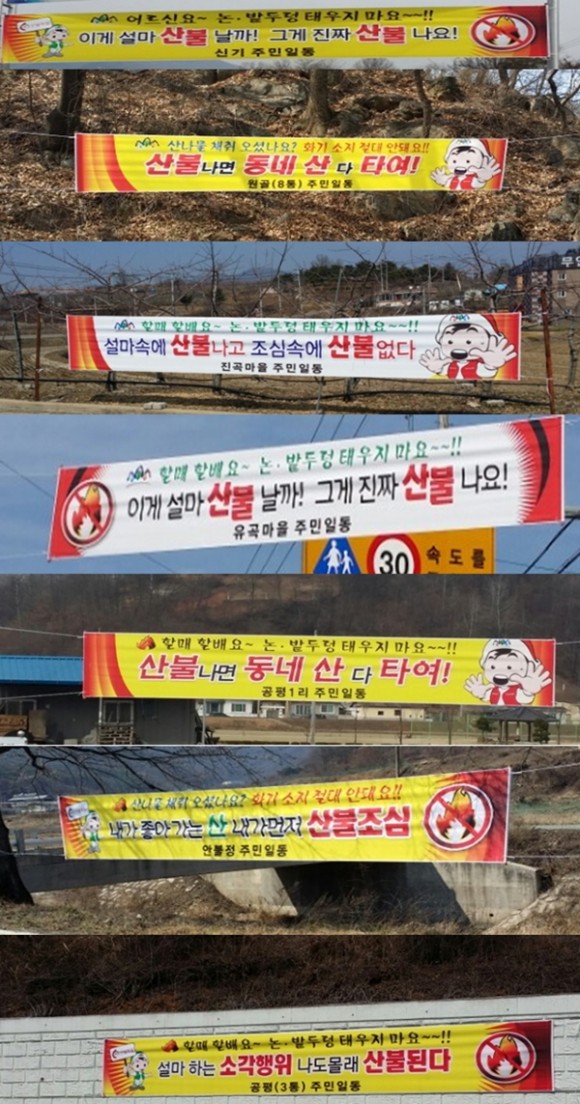 어르신요~ 논·밭두렁 태우지 마요~~!!
이게 설마 산불 날까! 그게 진짜 산불 나요!
신기 주민일동
산나물 채취 오셨나요? 화기 소지 절대 안돼요!!
산불나면 동네 산 다 타여!
원골(8통) 주민일동
할매 할배요~ 논·밭두렁 태우지 마요~~!!
설마속에 산불나고 조심속에 산불없다
진곡마을 주민일동
할매 할배요~ 논·밭두렁 태우지 마요~~!!
이게 설마 산불 날까! 그게 진짜 산불 나요!
유곡마을 주민일동
30 속도를
할매 할배요~ 논·밭두렁 태우지 마요~~!!
산불나면 동네 산 다 타여!
공평1리 주민일동
산나물 채취 오셨나요? 화기 소지 절대 안돼요!!
내가 좋아 가는 산 내가먼저 산불조심
안불정 주민일동
할매 할배요~ 논·밭두렁 태우지 마요~~!!
설마 하는 소각행위 나도몰래 산불된다
공평(3통) 주민일동